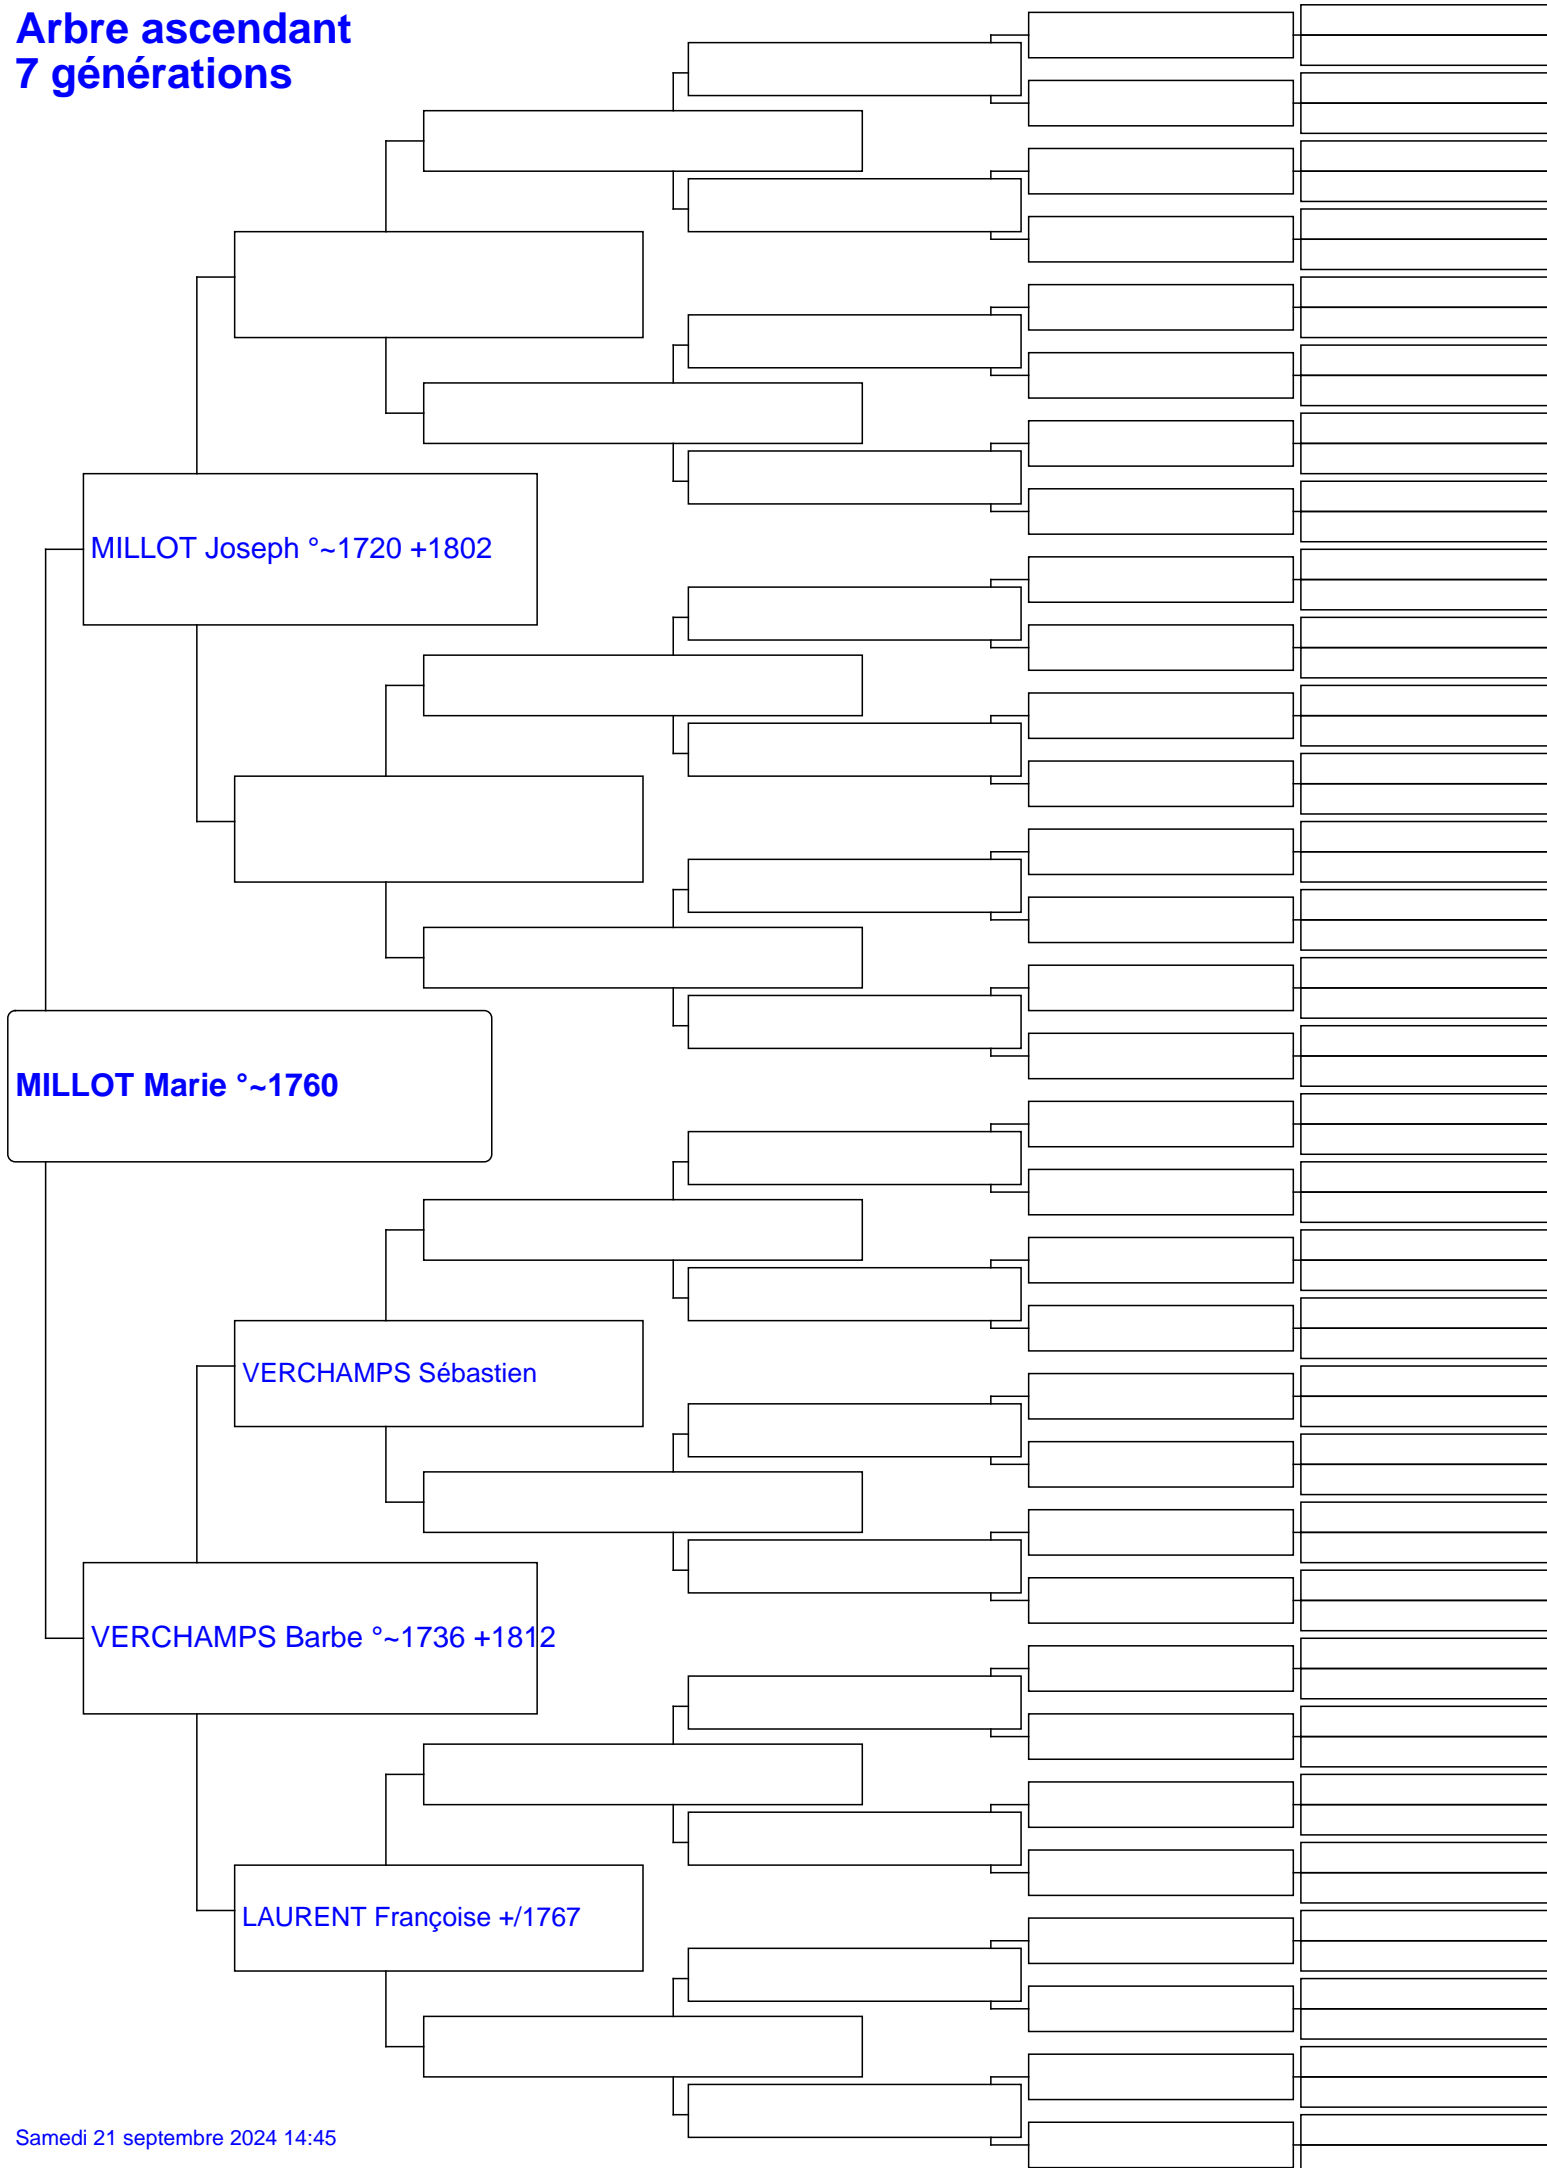 Arbre ascendant
7 générations
MILLOT Joseph °~1720 +1802
MILLOT Marie °~1760
VERCHAMPS Sébastien
VERCHAMPS Barbe °~1736 +1812
LAURENT Françoise +/1767
Samedi 21 septembre 2024 14:45